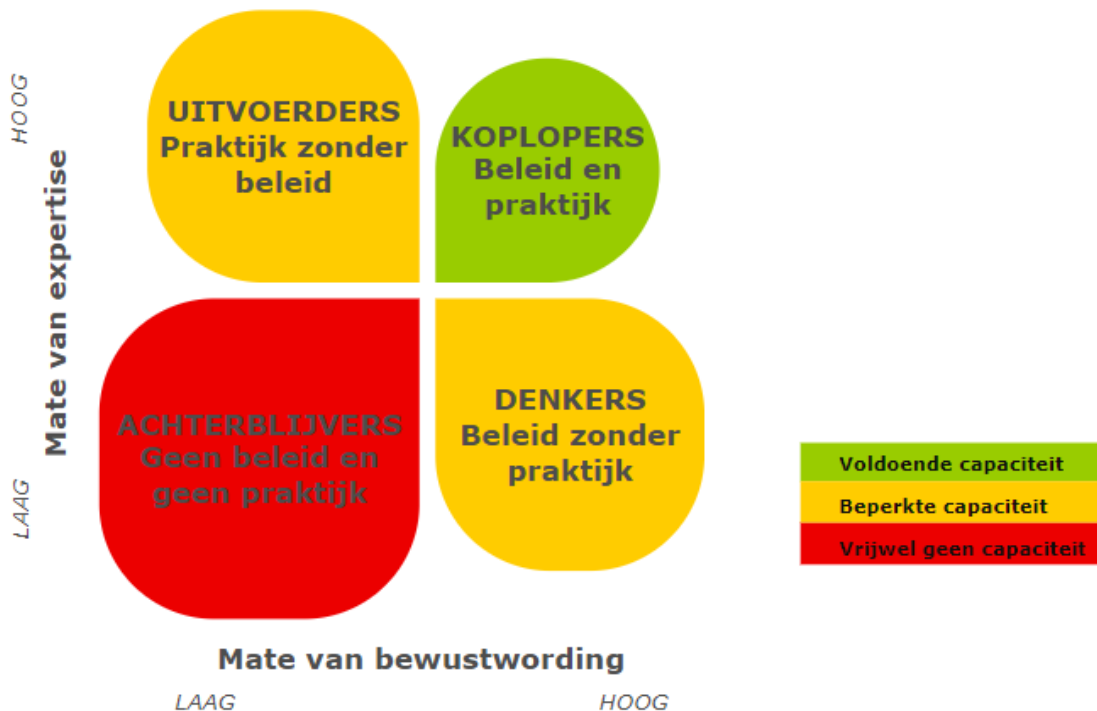 HOOG
Mate van expertise
LAAG
UITVOERDERS
Praktijk zonder
beleid
KOPLOPERS
Beleid en
praktijk
ACHTERBLIJVERS
Geen beleid en
geen praktijk
DENKERS
Beleid zonder
praktijk
Voldoende capaciteit
Beperkte capaciteit
Vrijwel geen capaciteit
Mate van bewustwording
LAAG
HOOG